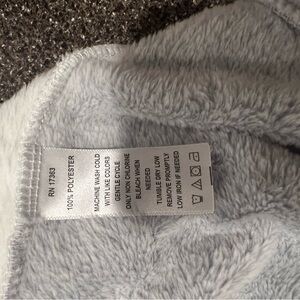 RN 17363
100% POLYESTER
MACHINE WASH COLD
WITH LIKE COLORS
GENTLE CYCLE
ONLY NON CHLORINE
BLEACH WHEN
NEEDED
TUMBLE DRY LOW
REMOVE PROMPTLY
LOW IRON IF NEEDED